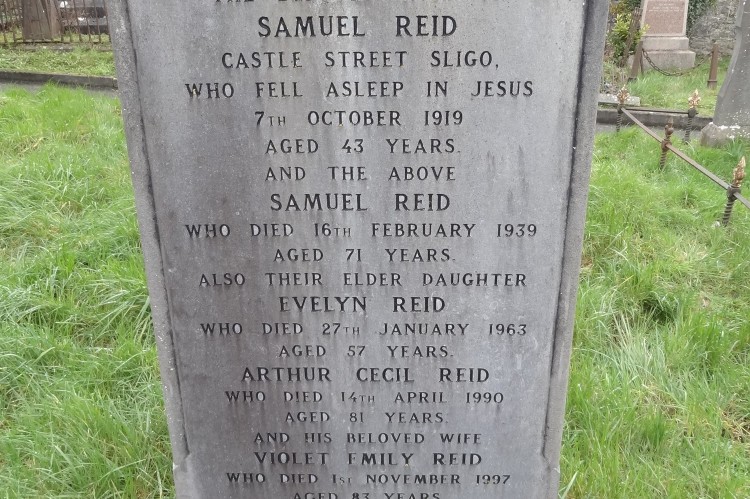 SAMUEL REID
CASTLE STREET SLIGO,
WHO FELL ASLEEP IN JESUS
7TH OCTOBER 1919
AGED 43 YEARS.
AND THE ABOVE
SAMUEL REID
WHO DIED 16TH FEBRUARY 1939
AGED 71 YEARS.
ALSO THEIR ELDER DAUGHTER
EVELYN REID
WHO DIED 27TH JANUARY 1963
AGED 57 YEARS.
ARTHUR CECIL REID
WHO DIED 14TH APRIL 1990
AGED 81 YEARS.
AND HIS BELOVED WIFE
VIOLET EMILY REID
WHO DIED 1ST NOVEMBER 1997
AGED 83 YEARS